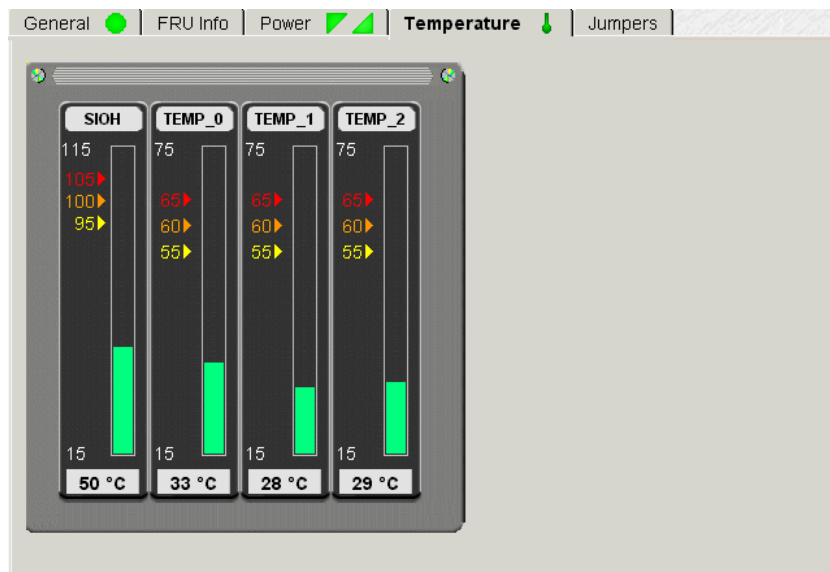 General FRU Info Power Temperature Jumpers
SIOH TEMP_0 TEMP_1 TEMP_2
115 75 75 75
105 65 65 65
100 60 60 60
95 55 55 55
15 15 15 15
50 °C 33 °C 28 °C 29 °C